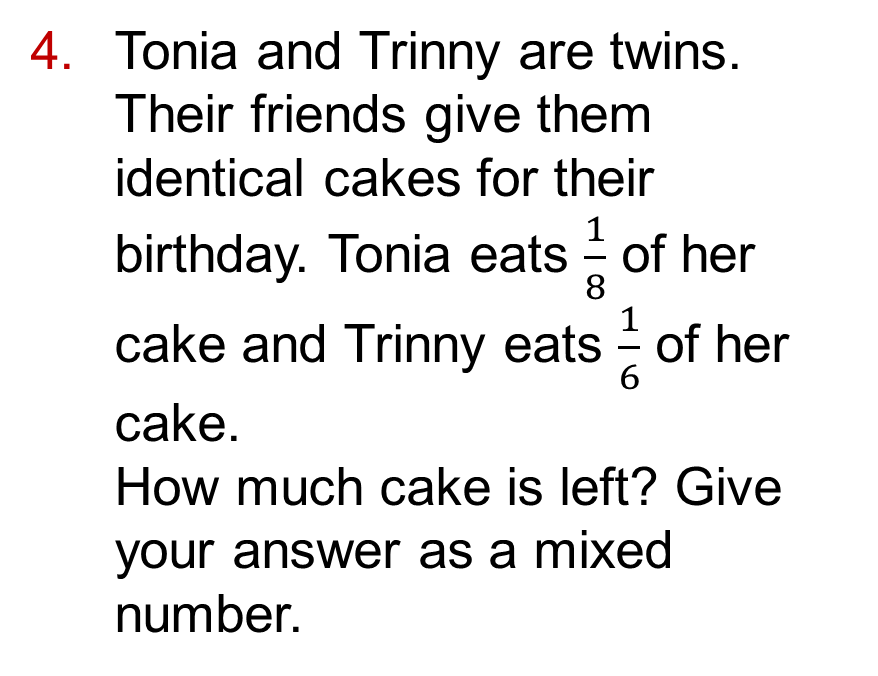 4. Tonia and Trinny are twins.
Their friends give them
identical cakes for their
birthday. Tonia eats 1/8 of her
cake and Trinny eats 1/6 of her
cake.
How much cake is left? Give
your answer as a mixed
number.